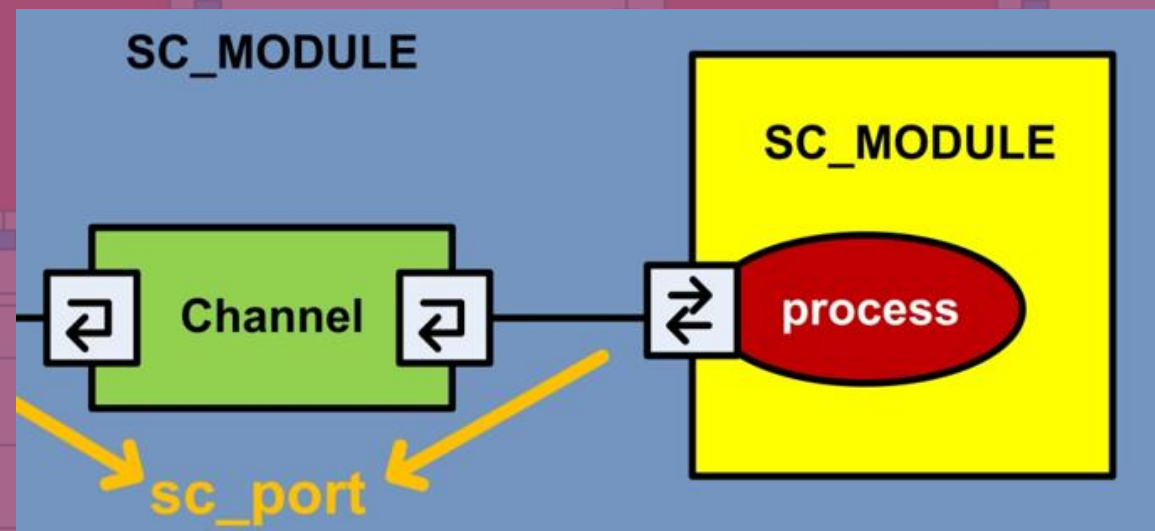 SC_MODULE
SC_MODULE
Channel
process
sc_port